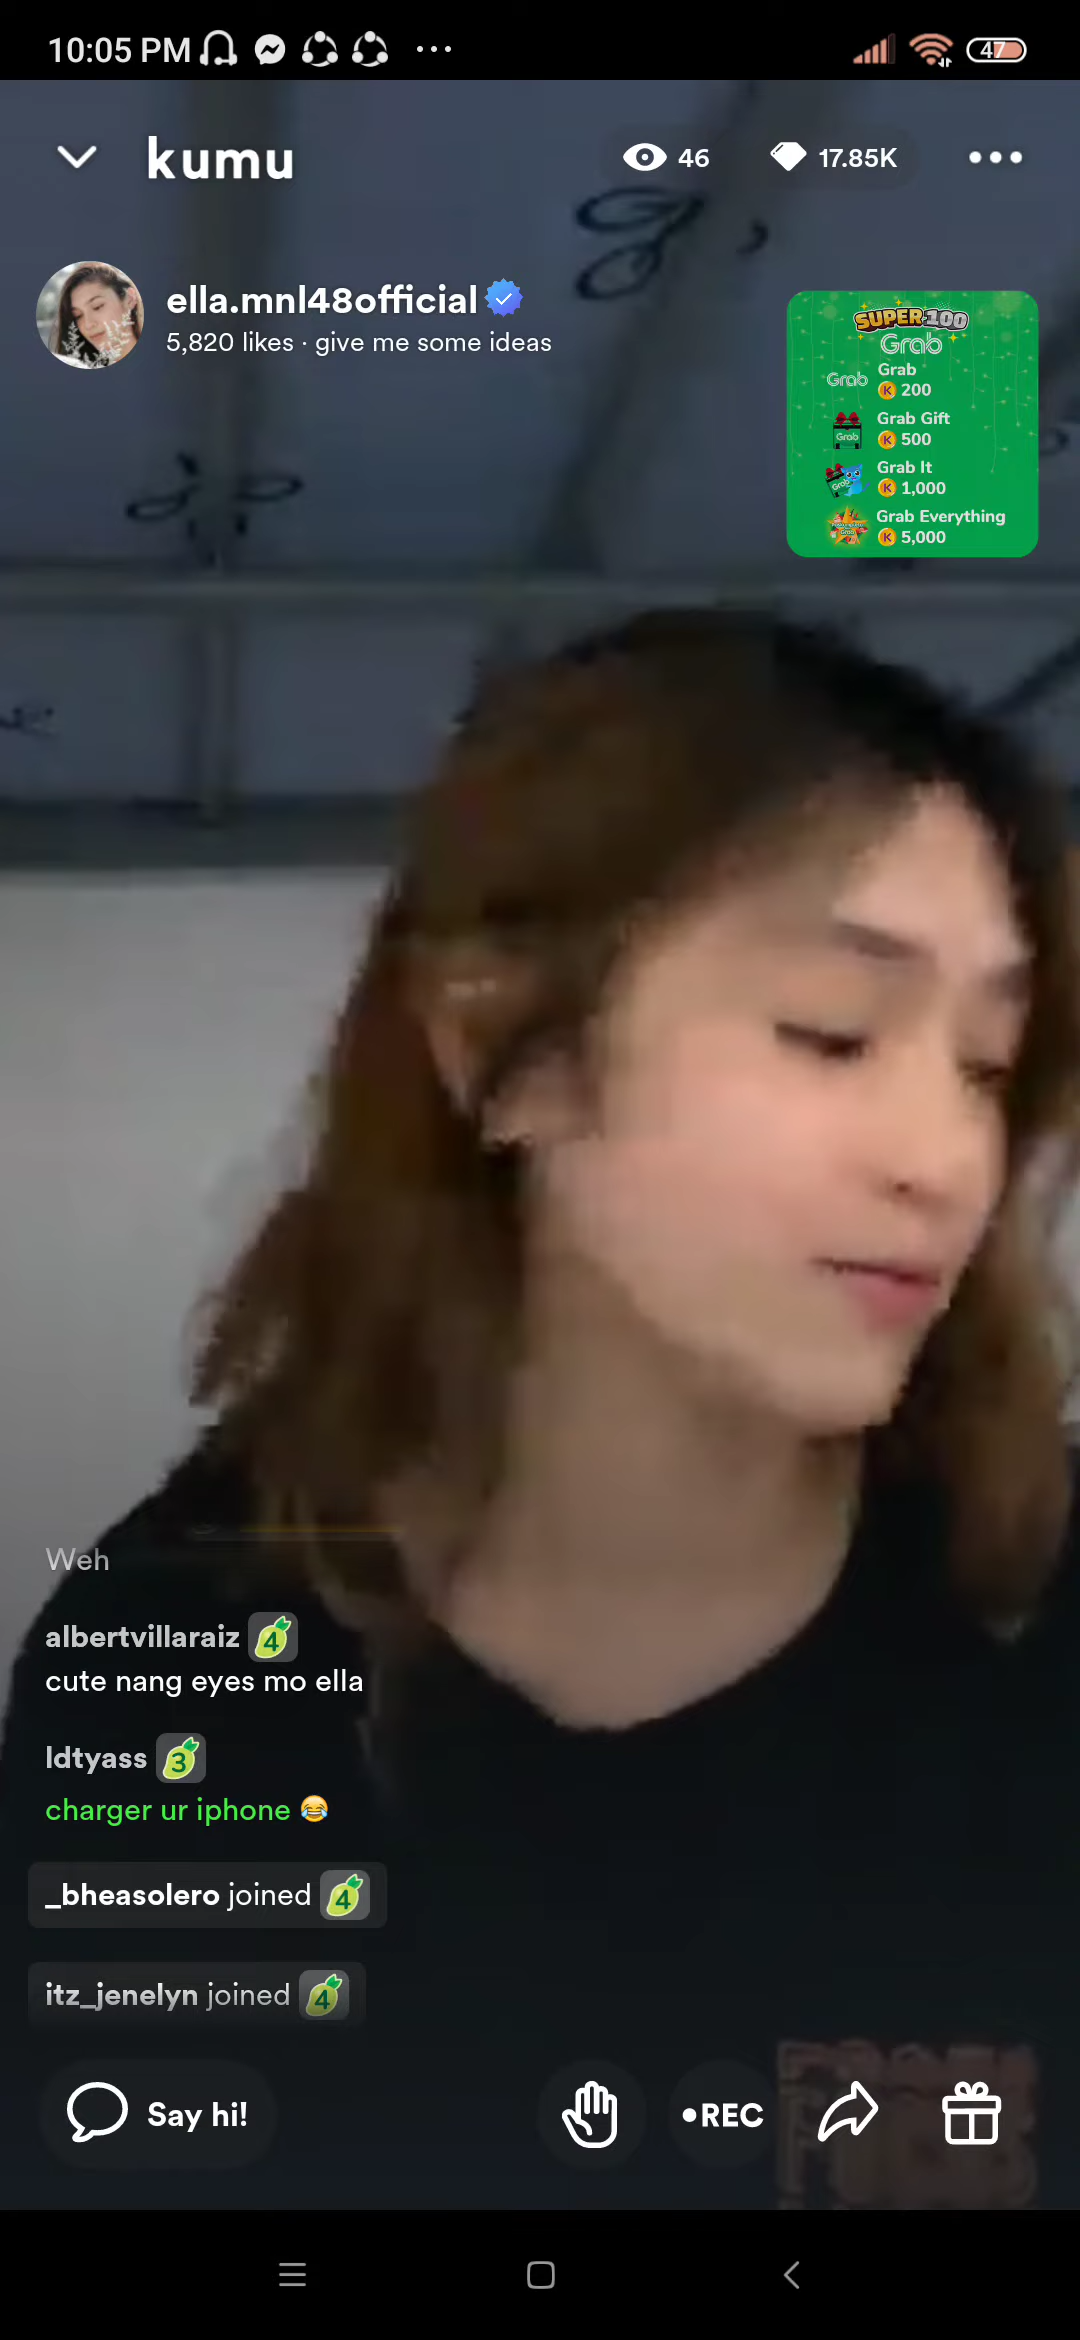 10:05 PM
47
kumu
46
17.85K
ella.mnl48official
5,820 likes · give me some ideas
SUPER 100
Grab
Grab
Grab
K 200
Grab
Grab Gift
K 500
Grab
Grab It
K 1,000
Grab Everything
K 5,000
Weh
albertvillaraiz 4
cute nang eyes mo ella
ldtyass 3
charger ur iphone 😂
_bheasolero joined 4
itz_jenelyn joined 4
Say hi!
•REC